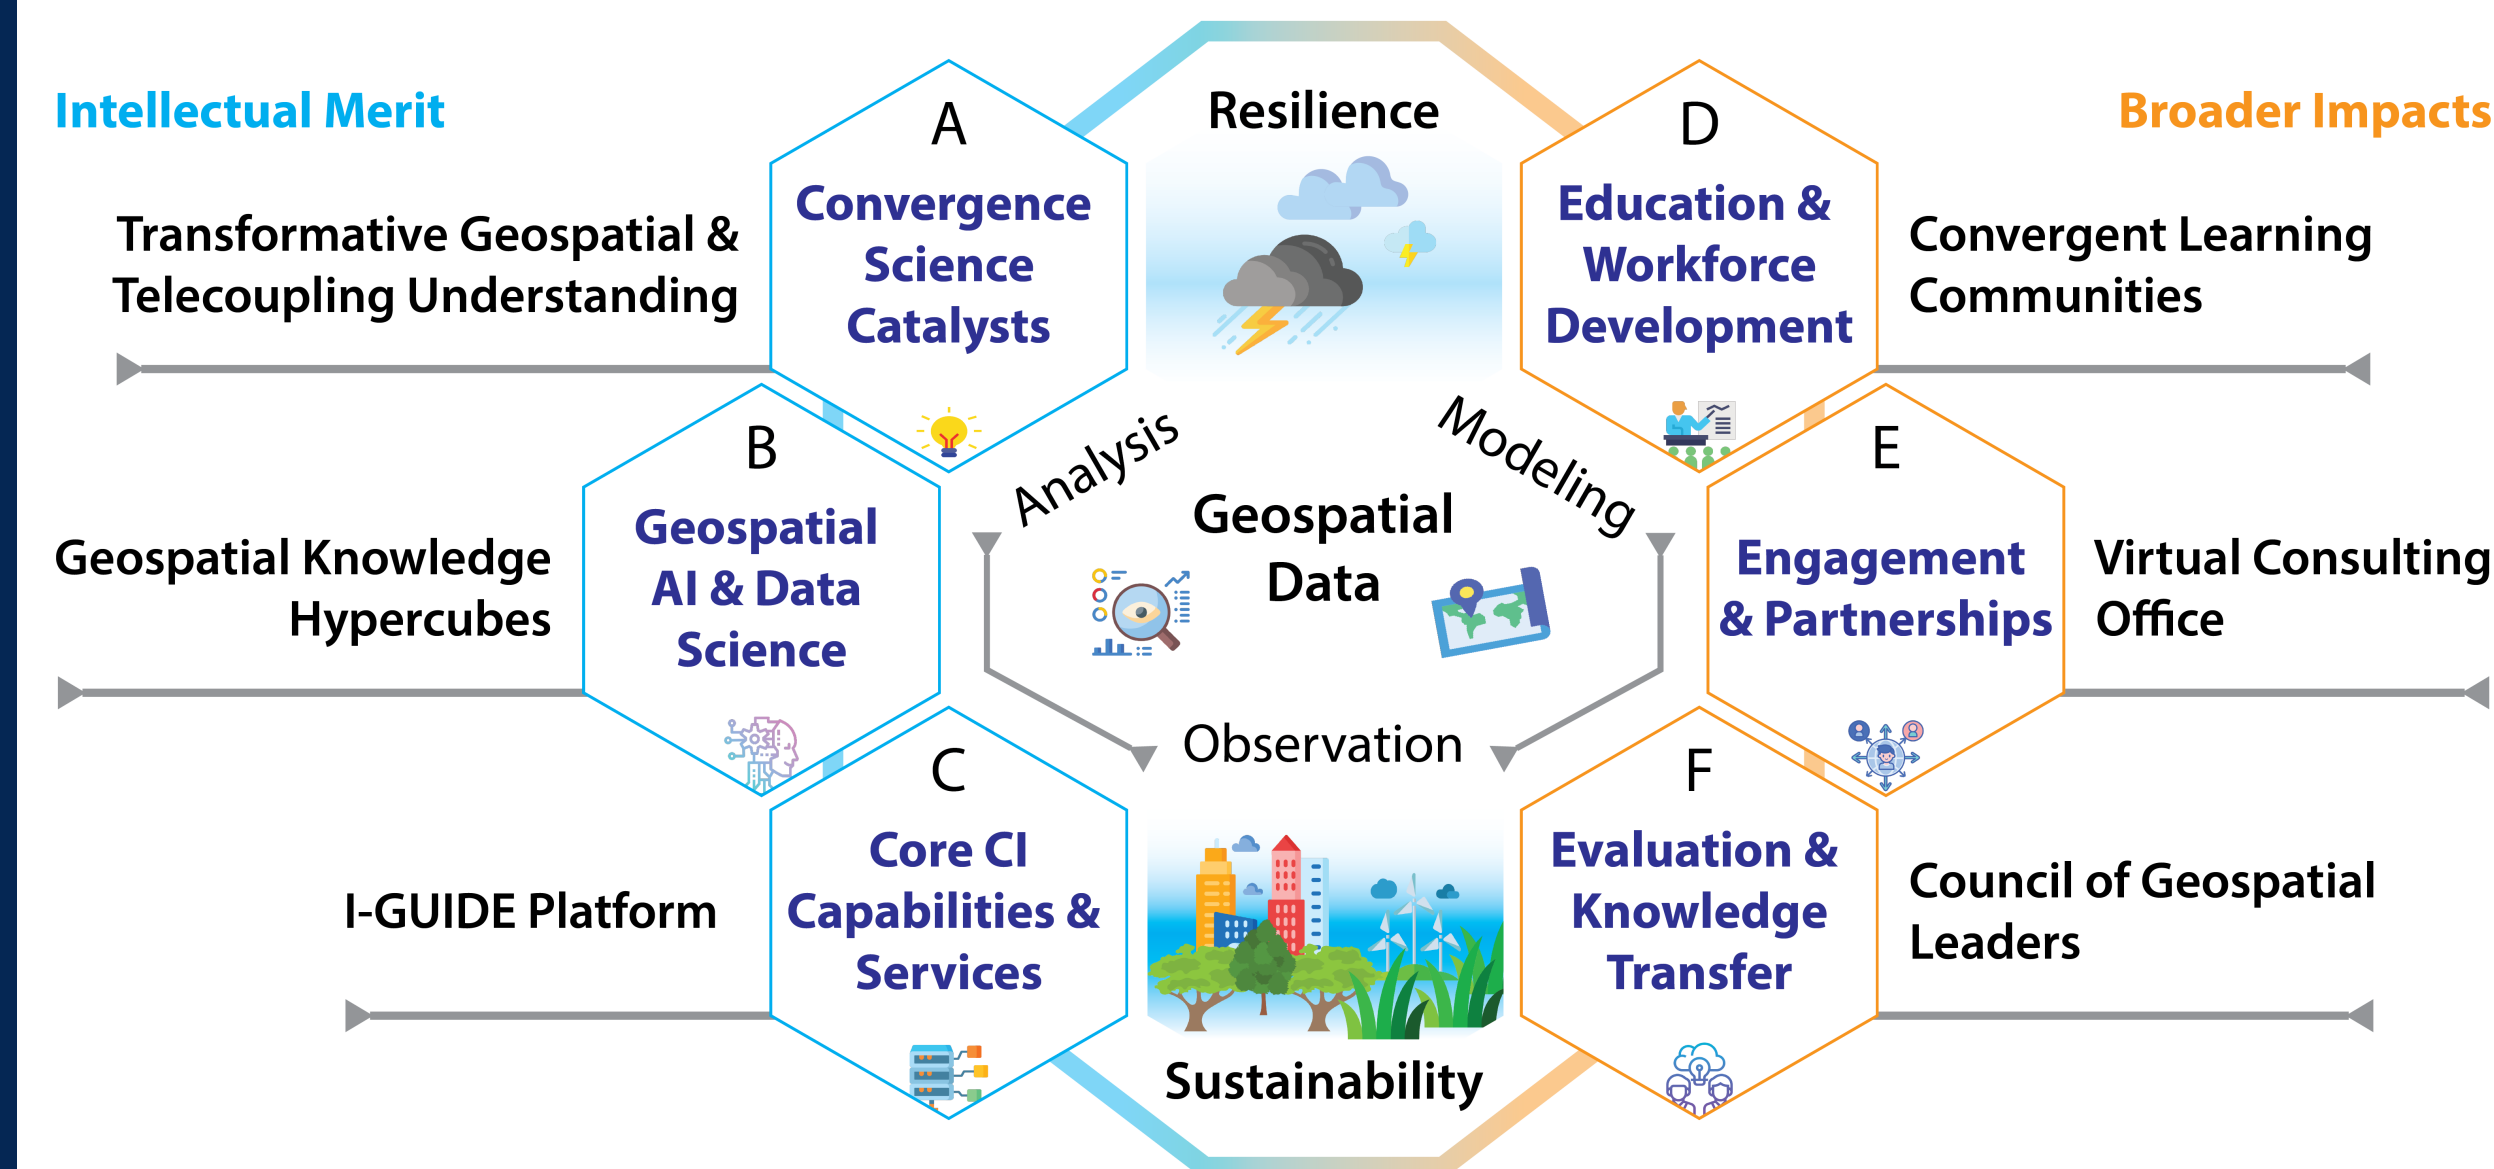 Intellectual Merit
Broader Impacts
Transformative Geospatial &
Telecoupling Understanding
A
Convergence
Science
Catalysts
Resilience
D
Education &
Workforce
Development
Convergent Learning
Communities
Geospatial Knowledge
Hypercubes
B
Geospatial
AI & Data
Science
Analysis
Modeling
Geospatial
Data
Observation
E
Engagement
& Partnerships
Virtual Consulting
Office
I-GUIDE Platform
C
Core CI
Capabilities &
Services
Sustainability
F
Evaluation &
Knowledge
Transfer
Council of Geospatial
Leaders